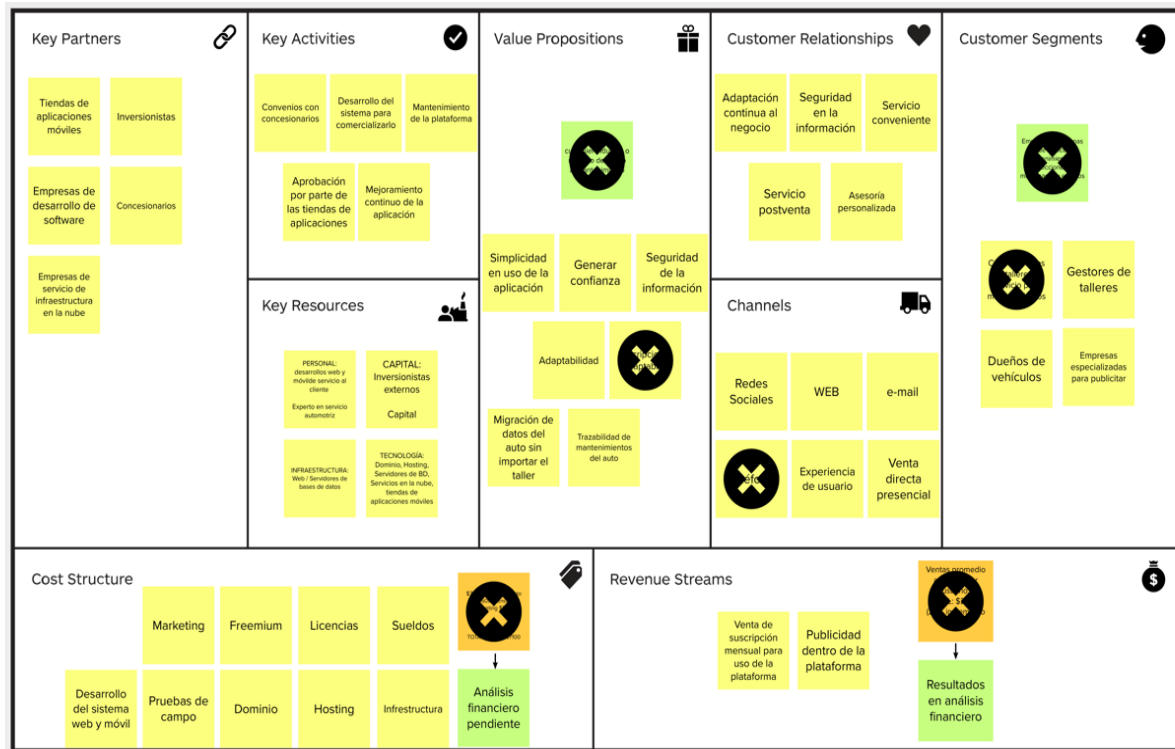 Key Partners
Tiendas de
aplicaciones
móviles
Inversionistas
Empresas de
desarrollo de
software
Concesionarios
Empresas de
servicio de
infraestructura
en la nube
Key Activities
Convenios con
concesionarios
Desarrollo del
sistema para
comercializarlo
Mantenimiento
de la plataforma
Aprobación
por parte de
las tiendas de
aplicaciones
Mejoramiento
continuo de la
aplicación
Key Resources
PERSONAL:
desarrollos web y
móvilde servicio al
cliente
Experto en servicio
automotriz
CAPITAL:
Inversionistas
externos
Capital
INFRAESTRUCTURA:
Web / Servidores de
bases de datos
TECNOLOGÍA:
Dominio, Hosting,
Servidores de BD,
Servicios en la nube,
tiendas de
aplicaciones móviles
Value Propositions
Simplicidad
en uso de la
aplicación
Generar
confianza
Seguridad
de la
información
Adaptabilidad
Migración de
datos del
auto sin
importar el
taller
Trazabilidad de
mantenimientos
del auto
Customer Relationships
Adaptación
continua al
negocio
Seguridad
en la
información
Servicio
conveniente
Servicio
postventa
Asesoría
personalizada
Channels
Redes
Sociales
WEB
e-mail
Experiencia
de usuario
Venta
directa
presencial
Customer Segments
Gestores de
talleres
Dueños de
vehículos
Empresas
especializadas
para publicitar
Cost Structure
Marketing
Freemium
Licencias
Sueldos
Desarrollo
del sistema
web y móvil
Pruebas de
campo
Dominio
Hosting
Infrestructura
Análisis
financiero
pendiente
Revenue Streams
Venta de
suscripción
mensual para
uso de la
plataforma
Publicidad
dentro de la
plataforma
Ventas promedio
Resultados
en análisis
financiero
$